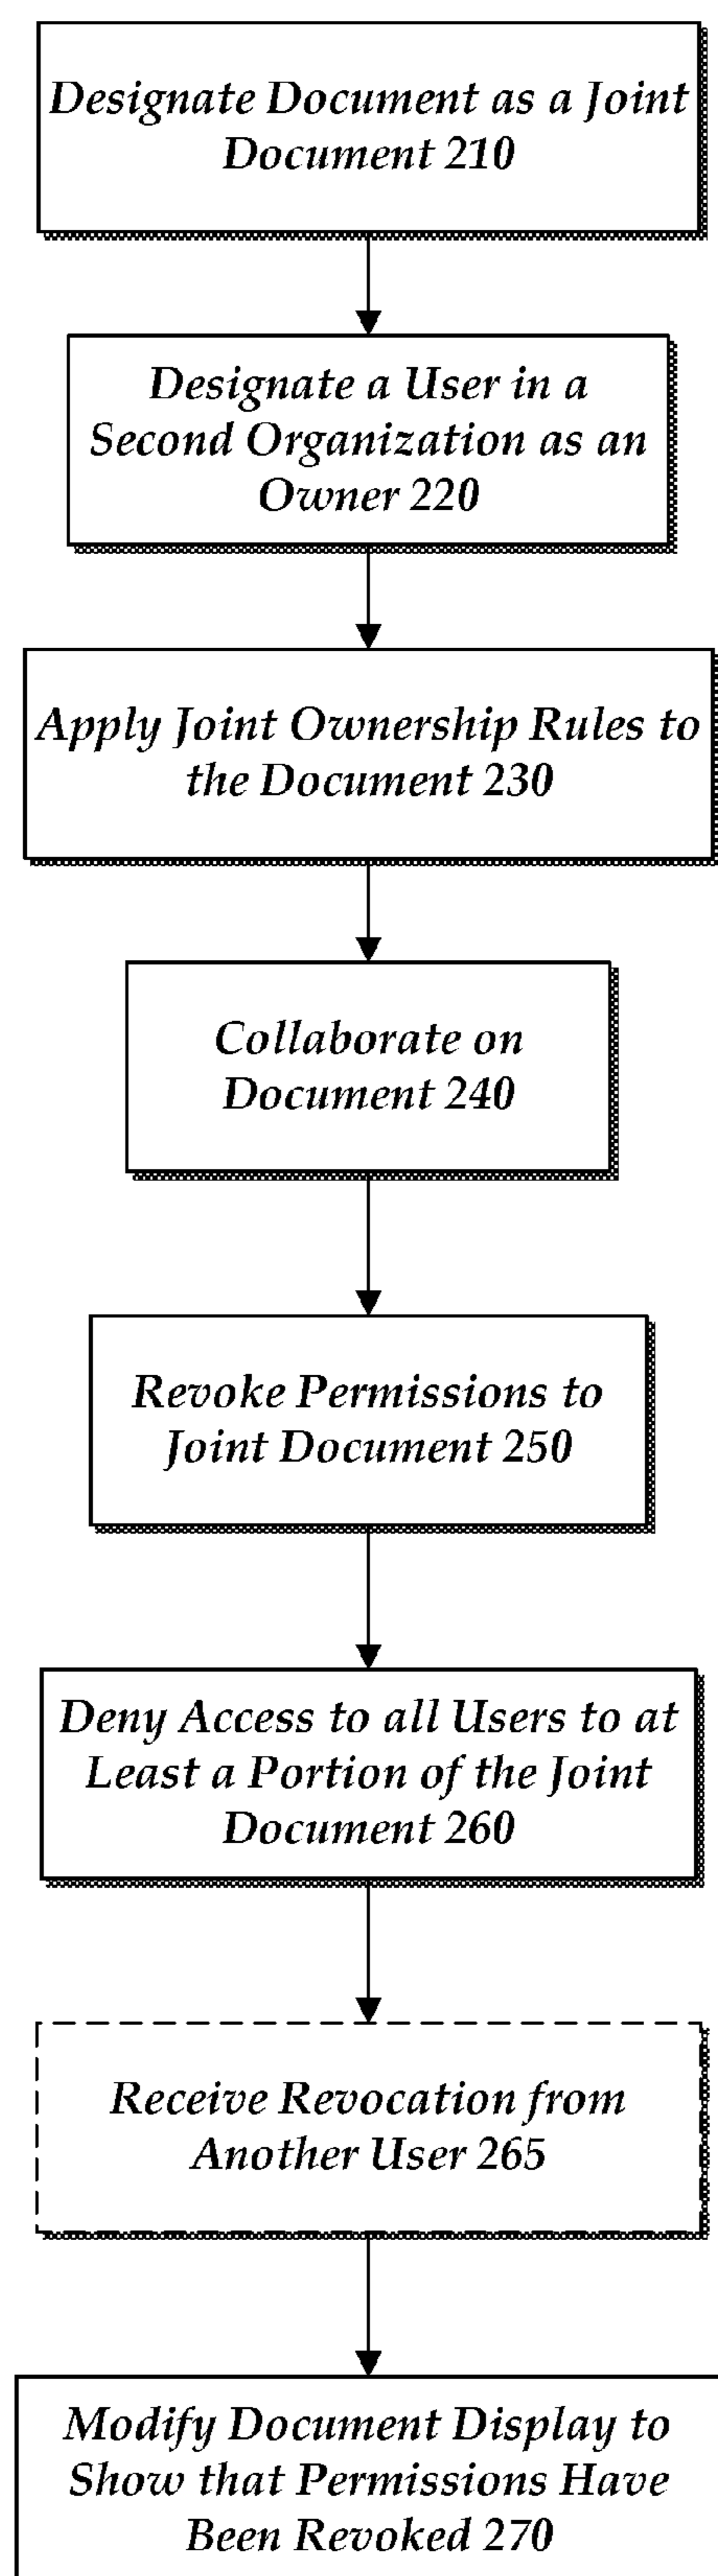 Designate Document as a Joint
Document 210
Designate a User in a
Second Organization as an
Owner 220
Apply Joint Ownership Rules to
the Document 230
Collaborate on
Document 240
Revoke Permissions to
Joint Document 250
Deny Access to all Users to at
Least a Portion of the Joint
Document 260
Receive Revocation from
Another User 265
Modify Document Display to
Show that Permissions Have
Been Revoked 270